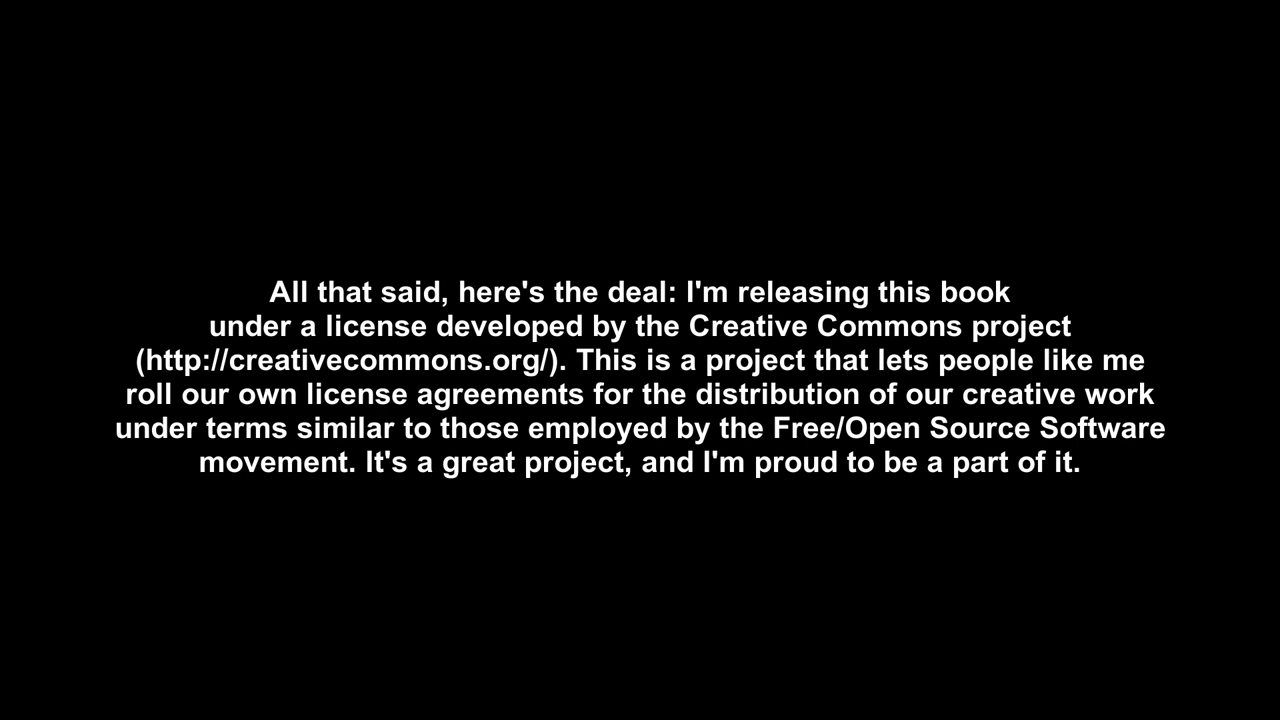 All that said, here's the deal: I'm releasing this book
under a license developed by the Creative Commons project
(http://creativecommons.org/). This is a project that lets people like me
roll our own license agreements for the distribution of our creative work
under terms similar to those employed by the Free/Open Source Software
movement. It's a great project, and I'm proud to be a part of it.